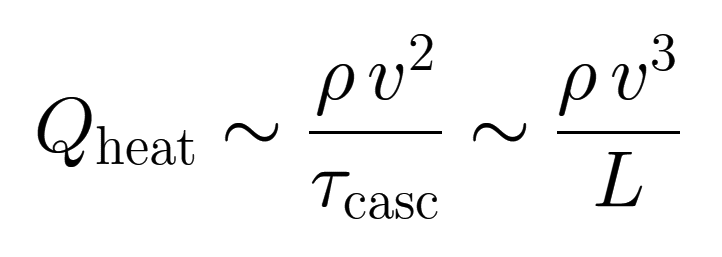 Q_heat ∼ ρ v² / τ_casc ∼ ρ v³ / L